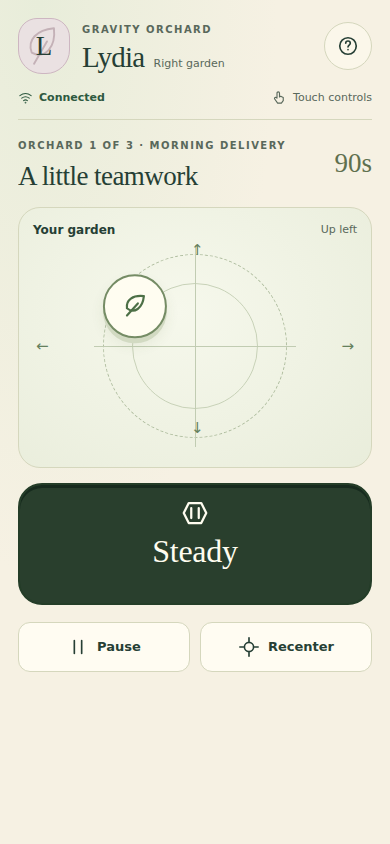 GRAVITY ORCHARD
L
Lydia Right garden
Connected
Touch controls
ORCHARD 1 OF 3 · MORNING DELIVERY
A little teamwork
90s
Your garden
Up left
↑
←
→
↓
Steady
Pause
Recenter